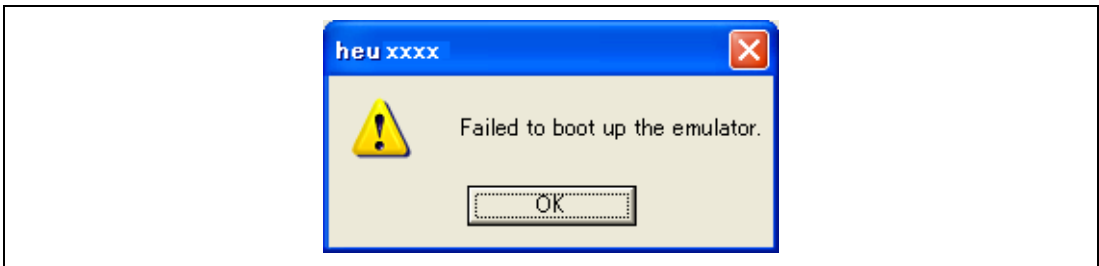 heu xxxx
Failed to boot up the emulator.
OK